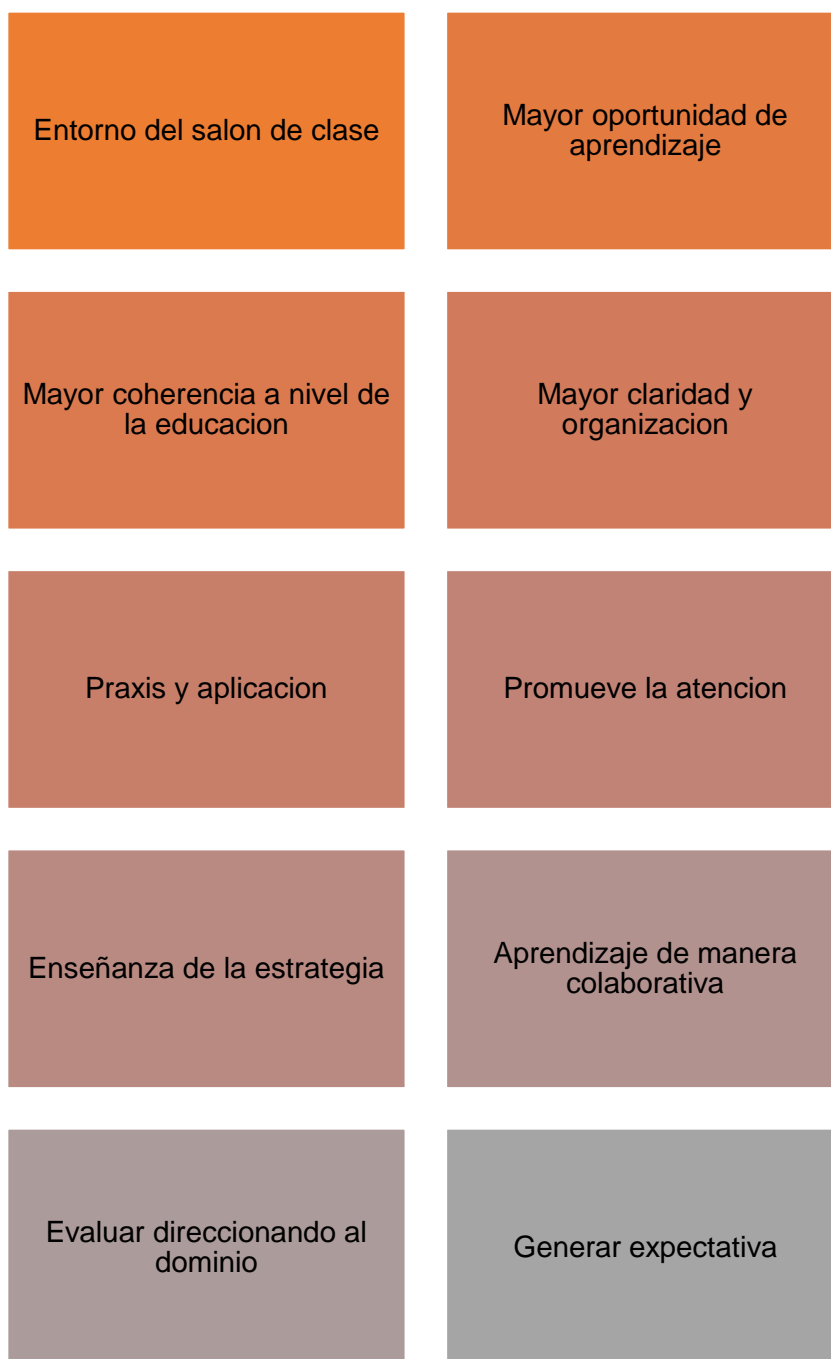 Entorno del salon de clase
Mayor oportunidad de
aprendizaje
Mayor coherencia a nivel de
la educacion
Mayor claridad y
organizacion
Praxis y aplicacion
Promueve la atencion
Enseñanza de la estrategia
Aprendizaje de manera
colaborativa
Evaluar direccionando al
dominio
Generar expectativa